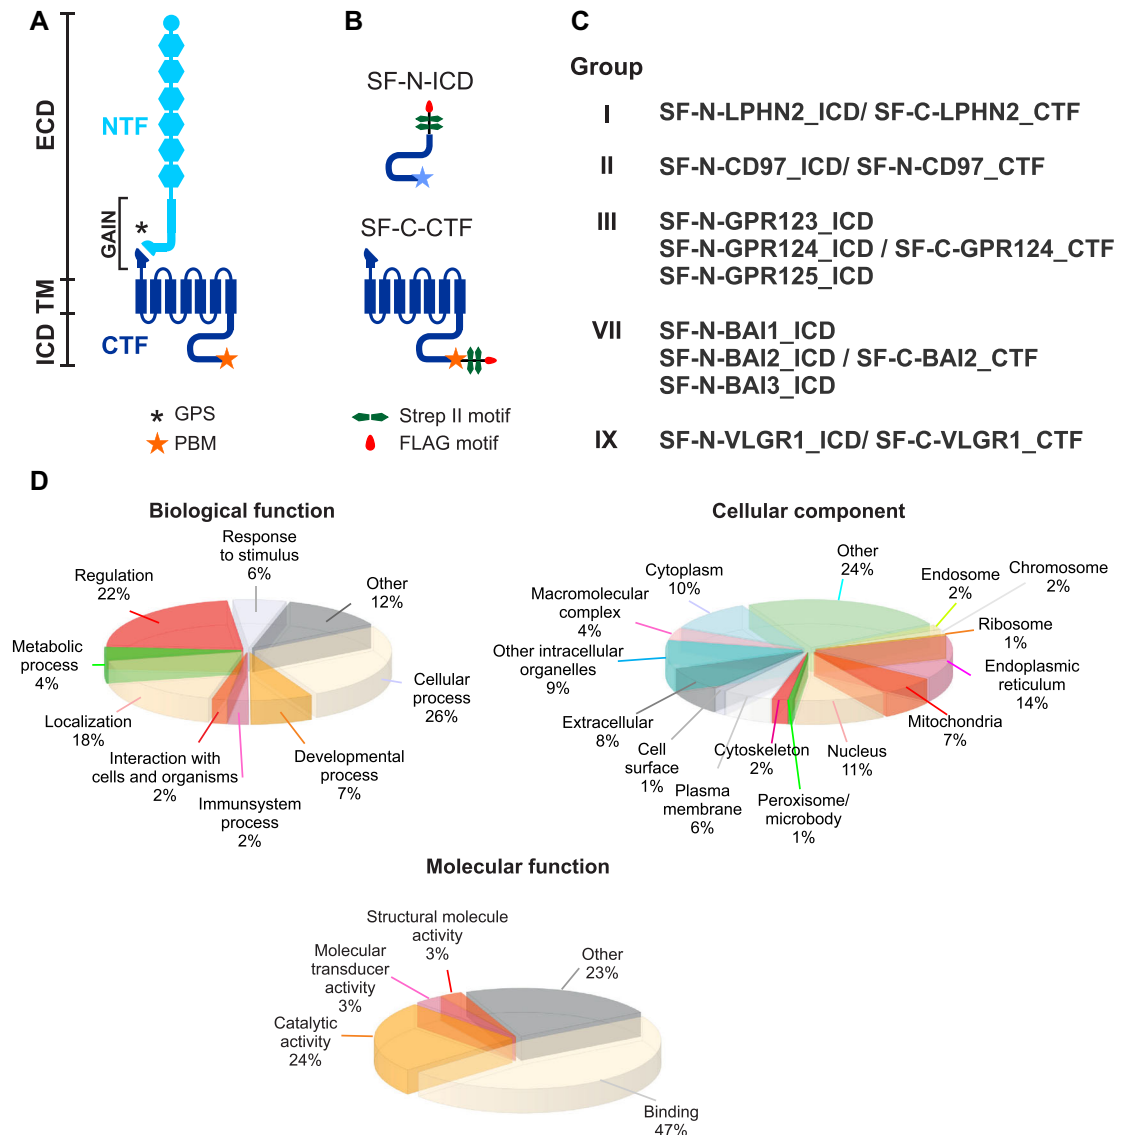 A
ECD
NTF
GAIN
*
TM
ICD
CTF
* GPS
PBM
B
SF-N-ICD
SF-C-CTF
Strep II motif
FLAG motif
C
Group
I SF-N-LPHN2_ICD/ SF-C-LPHN2_CTF
II SF-N-CD97_ICD/ SF-N-CD97_CTF
III SF-N-GPR123_ICD
SF-N-GPR124_ICD / SF-C-GPR124_CTF
SF-N-GPR125_ICD
VII SF-N-BAI1_ICD
SF-N-BAI2_ICD / SF-C-BAI2_CTF
SF-N-BAI3_ICD
IX SF-N-VLGR1_ICD/ SF-C-VLGR1_CTF
D
Biological function
Response
to stimulus
6%
Other
12%
Regulation
22%
Metabolic
process
4%
Cellular
process
26%
Localization
18%
Interaction with
cells and organisms
2%
Immunsystem
process
2%
Developmental
process
7%
Cellular component
Other
24%
Cytoplasm
10%
Endosome
2%
Chromosome
2%
Macromolecular
complex
4%
Ribosome
1%
Other intracellular
organelles
9%
Endoplasmic
reticulum
14%
Extracellular
8%
Mitochondria
7%
Cell
surface
1%
Cytoskeleton
2%
Nucleus
11%
Plasma
membrane
6%
Peroxisome/
microbody
1%
Molecular function
Structural molecule
activity
3%
Molecular
transducer
activity
3%
Other
23%
Catalytic
activity
24%
Binding
47%